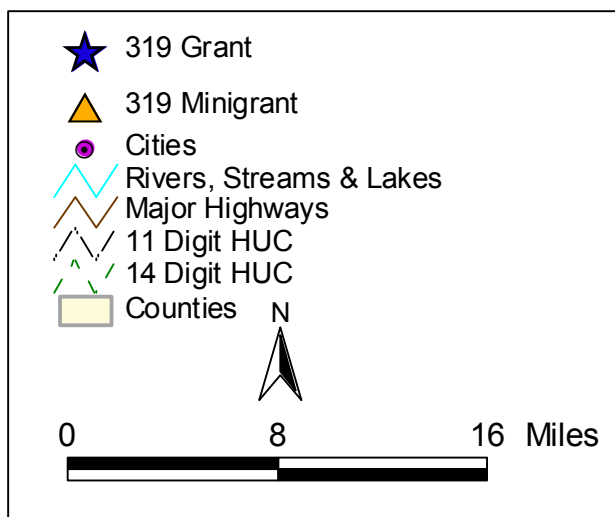 319 Grant
319 Minigrant
Cities
Rivers, Streams & Lakes
Major Highways
11 Digit HUC
14 Digit HUC
Counties
N
0 8 16 Miles